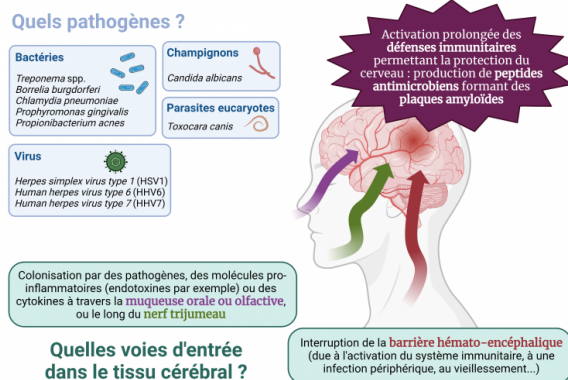 Quels pathogènes ?
Bactéries
Treponema spp.
Borrelia burgdorferi
Chlamydia pneumoniae
Prophyromonas gingivalis
Propionibacterium acnes
Champignons
Candida albicans
Parasites eucaryotes
Toxocara canis
Virus
Herpes simplex virus type 1 (HSV1)
Human herpes virus type 6 (HHV6)
Human herpes virus type 7 (HHV7)
Activation prolongée des
défenses immunitaires
permettant la protection du
cerveau : production de peptides
antimicrobiens formant des
plaques amyloïdes
Colonisation par des pathogènes, des molécules pro-
inflammatoires (endotoxines par exemple) ou des
cytokines à travers la muqueuse orale ou olfactive,
ou le long du nerf trijumeau
Quelles voies d'entrée
dans le tissu cérébral ?
Interruption de la barrière hémato-encéphalique
(due à l'activation du système immunitaire, à une
infection périphérique, au vieillessement...)